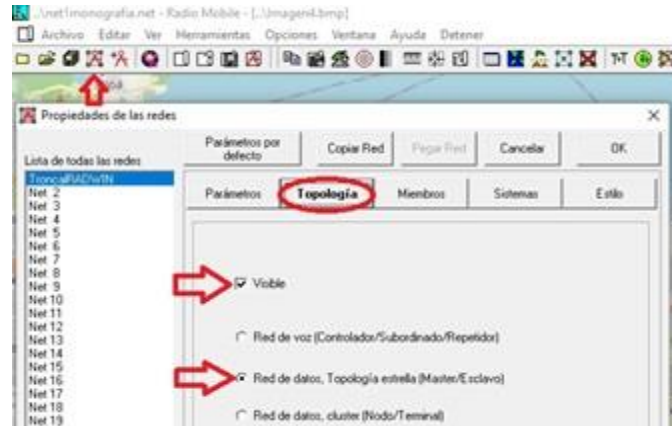 ..\net1monografia.net - Radio Mobile - [..\Imagen4.bmp]
Archivo Editar Ver Herramientas Opciones Ventana Ayuda Detener
Propiedades de las redes
Lista de todas las redes
Parámetros por defecto
Copiar Red
Pegar Red
Cancelar
OK
TroncalRADWIN
Net 2
Net 3
Net 4
Net 5
Net 6
Net 7
Net 8
Net 9
Net 10
Net 11
Net 12
Net 13
Net 14
Net 15
Net 16
Net 17
Net 18
Net 19
Parámetros
Topología
Miembros
Sistemas
Estilo
Visible
Red de voz (Controlador/Subordinado/Repetidor)
Red de datos, Topología estrella (Master/Esclavo)
Red de datos, cluster (Nodo/Terminal)